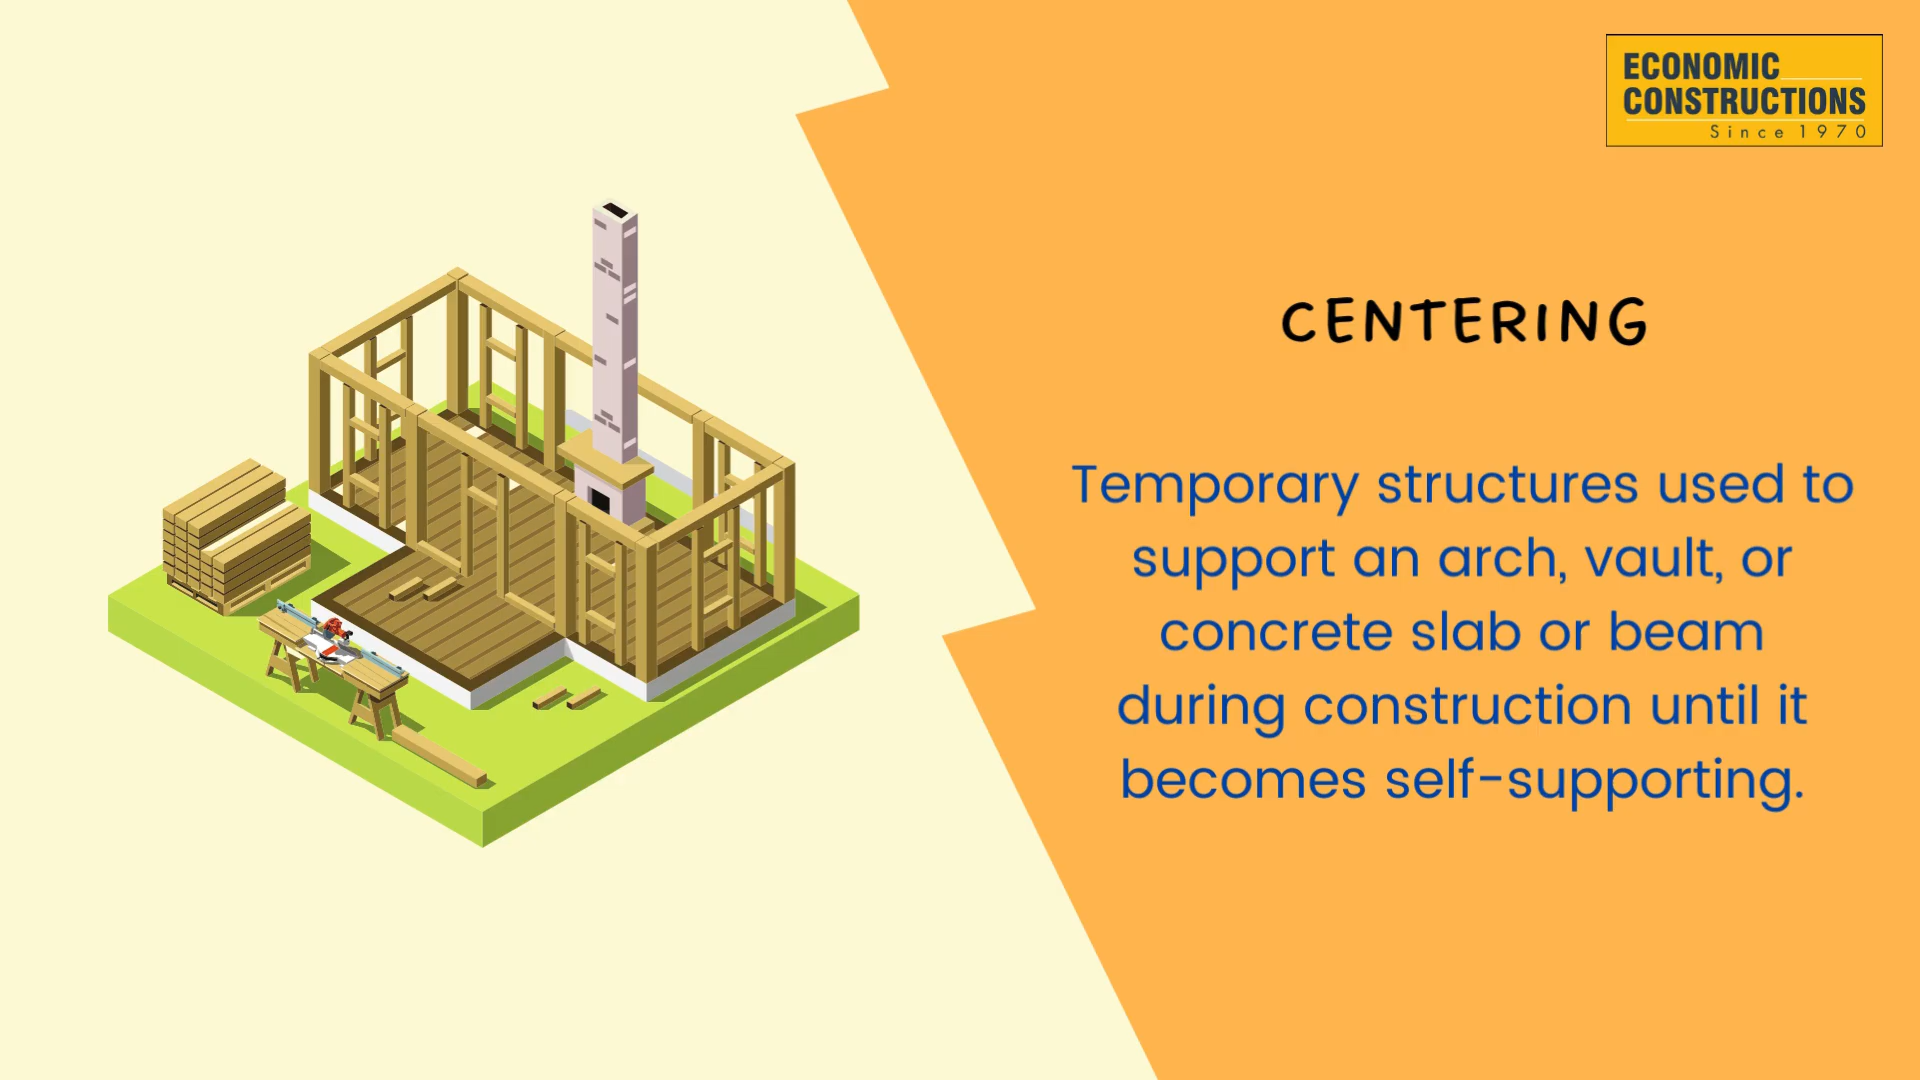 ECONOMIC
CONSTRUCTIONS
Since 1970
CENTERING
Temporary structures used to
support an arch, vault, or
concrete slab or beam
during construction until it
becomes self-supporting.